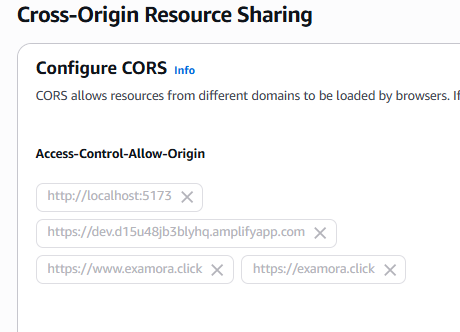 Cross-Origin Resource Sharing
Configure CORS Info
CORS allows resources from different domains to be loaded by browsers. If
Access-Control-Allow-Origin
http://localhost:5173
https://dev.d15u48jb3blyhq.amplifyapp.com
https://www.examora.click https://examora.click